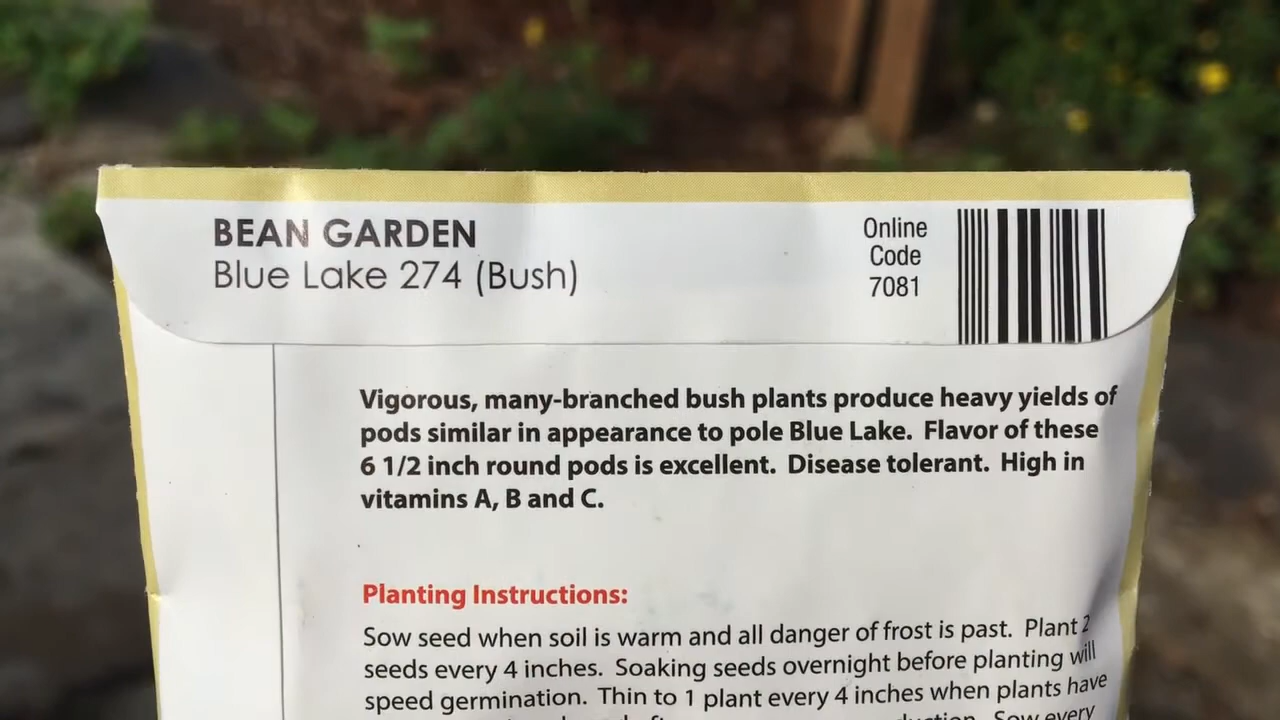 BEAN GARDEN
Blue Lake 274 (Bush)
Online
Code
7081
Vigorous, many-branched bush plants produce heavy yields of
pods similar in appearance to pole Blue Lake.  Flavor of these
6 1/2 inch round pods is excellent.  Disease tolerant.  High in
vitamins A, B and C.
Planting Instructions:
Sow seed when soil is warm and all danger of frost is past.  Plant 2
seeds every 4 inches.  Soaking seeds overnight before planting will
speed germination.  Thin to 1 plant every 4 inches when plants have
Sow every